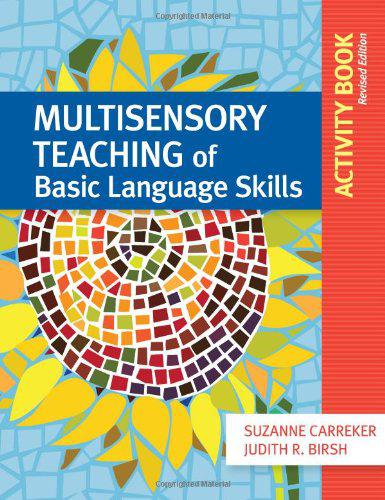 Copyrighted Material
MULTISENSORY
TEACHING of
Basic Language Skills
ACTIVITY BOOK
Revised Edition
SUZANNE CARREKER
JUDITH R. BIRSH
Copyrighted Material